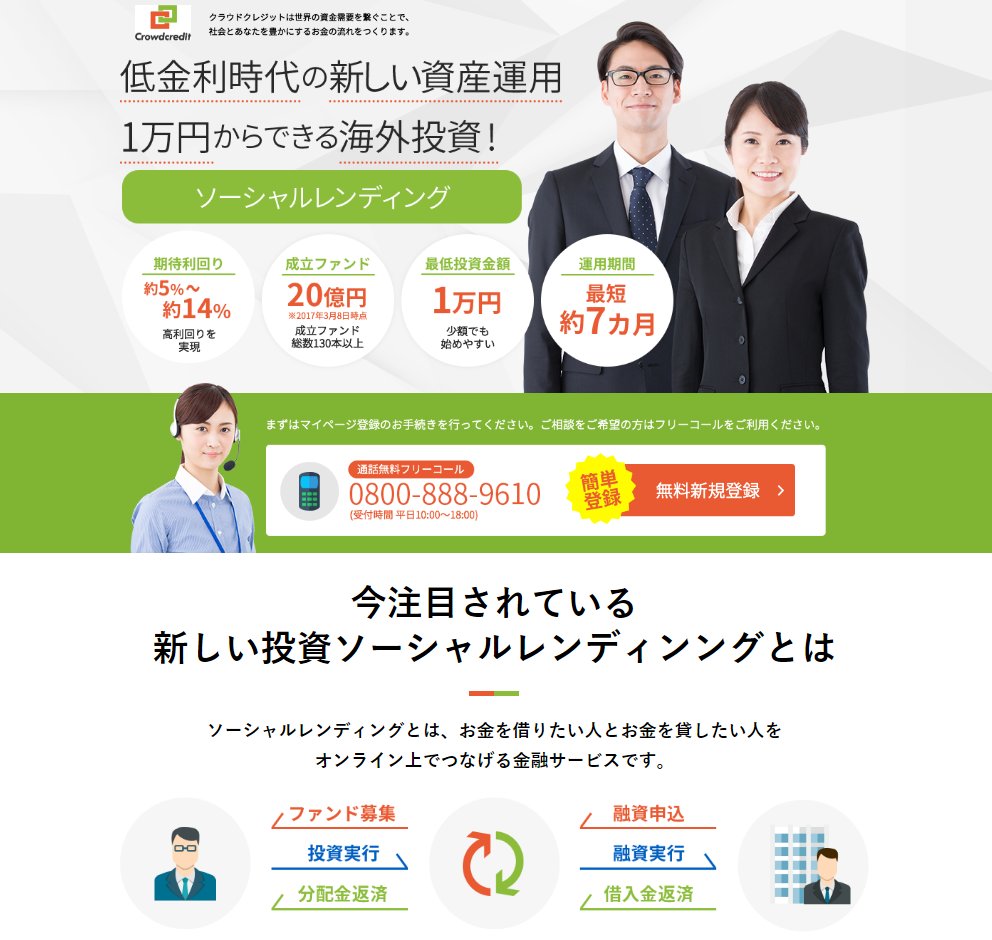 Crowdcredit
クラウドクレジットは世界の資金需要を繋ぐことで、
社会とあなたを豊かにするお金の流れをつくります。
低金利時代の新しい資産運用
1万円からできる海外投資!
ソーシャルレンディング
期待利回り
約5%~
約14%
高利回りを
実現
成立ファンド
20億円
※2017年3月8日時点
成立ファンド
総数130本以上
最低投資金額
1万円
少額でも
始めやすい
運用期間
最短
約7カ月
まずはマイページ登録のお手続きを行ってください。ご相談をご希望の方はフリーコールをご利用ください。
通話無料フリーコール
0800-888-9610
(受付時間 平日10:00〜18:00)
簡単
登録
無料新規登録
今注目されている
新しい投資ソーシャルレンディンングとは
ソーシャルレンディングとは、お金を借りたい人とお金を貸したい人を
オンライン上でつなげる金融サービスです。
ファンド募集
投資実行
分配金返済
融資申込
融資実行
借入金返済